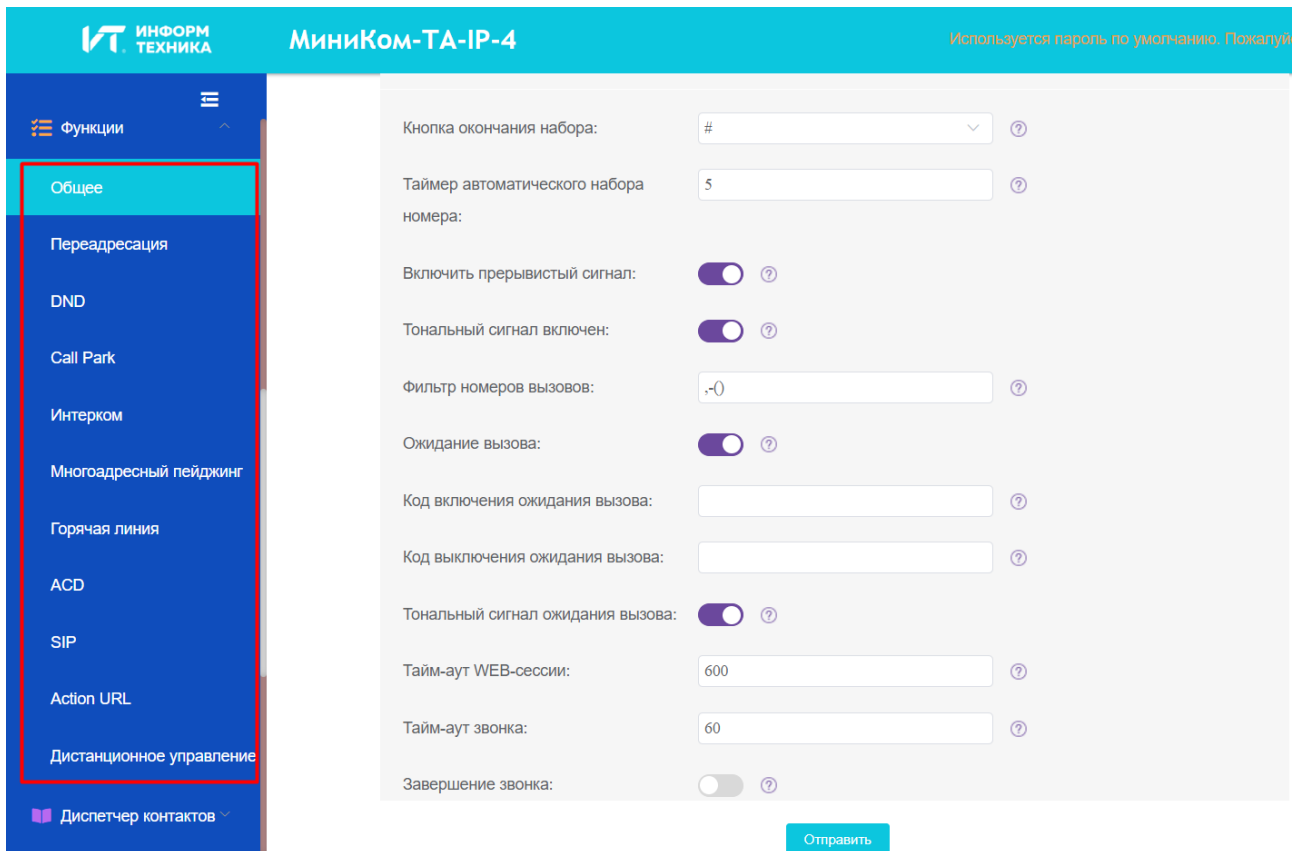 ИНФОРМ
ТЕХНИКА
МиниКом-TA-IP-4
Используется пароль по умолчанию.
Функции
Общее
Переадресация
DND
Call Park
Интерком
Многоадресный пейджинг
Горячая линия
ACD
SIP
Action URL
Дистанционное управление
Диспетчер контактов
Кнопка окончания набора:
#
Таймер автоматического набора
номера:
5
Включить прерывистый сигнал:
Тональный сигнал включен:
Фильтр номеров вызовов:
,-()
Ожидание вызова:
Код включения ожидания вызова:
Код выключения ожидания вызова:
Тональный сигнал ожидания вызова:
Тайм-аут WEB-сессии:
600
Тайм-аут звонка:
60
Завершение звонка:
Отправить